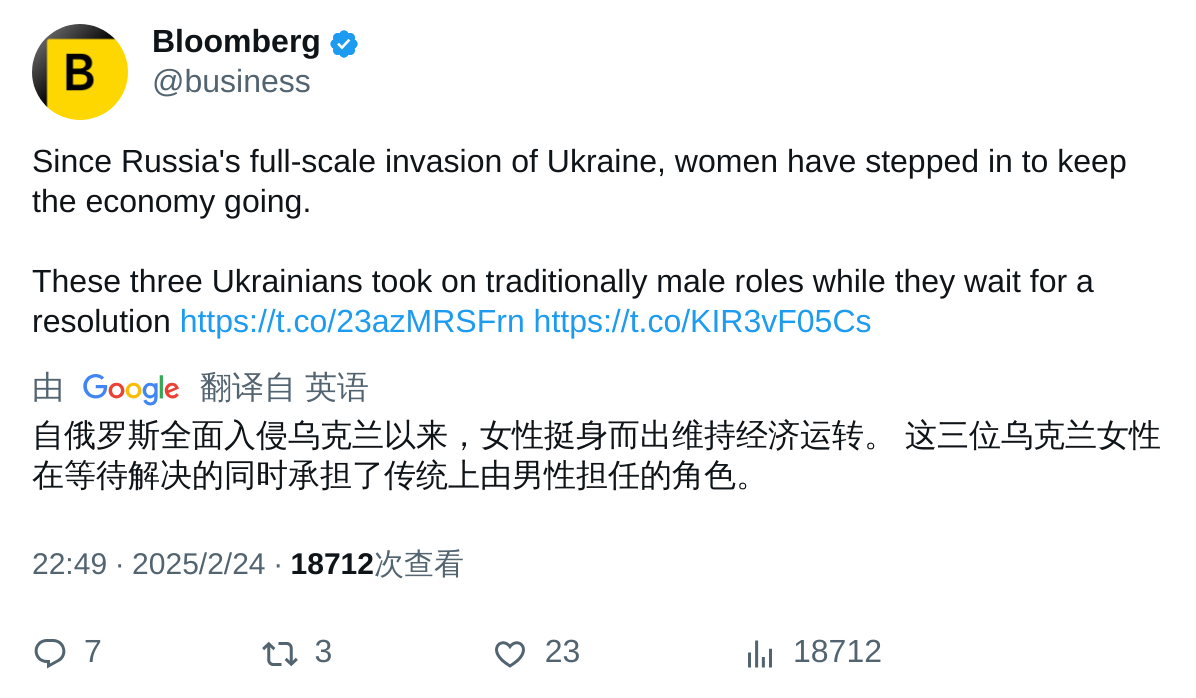 B
Bloomberg
@business
Since Russia's full-scale invasion of Ukraine, women have stepped in to keep
the economy going.
These three Ukrainians took on traditionally male roles while they wait for a
resolution https://t.co/23azMRSFrn https://t.co/KIR3vF05Cs
由 Google 翻译自 英语
自俄罗斯全面入侵乌克兰以来，女性挺身而出维持经济运转。 这三位乌克兰女性
在等待解决的同时承担了传统上由男性担任的角色。
22:49 · 2025/2/24 · 18712次查看
7 3 23 18712